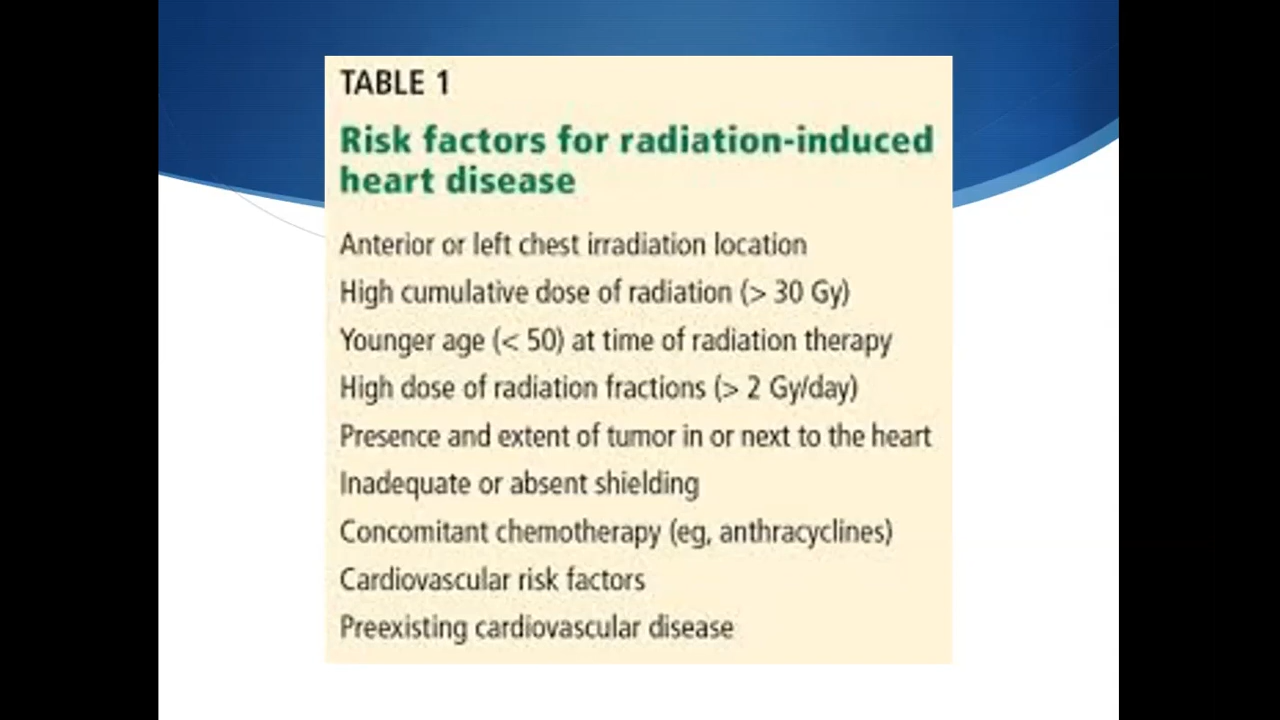 TABLE 1
Risk factors for radiation-induced
heart disease
Anterior or left chest irradiation location
High cumulative dose of radiation (> 30 Gy)
Younger age (< 50) at time of radiation therapy
High dose of radiation fractions (> 2 Gy/day)
Presence and extent of tumor in or next to the heart
Inadequate or absent shielding
Concomitant chemotherapy (eg, anthracyclines)
Cardiovascular risk factors
Preexisting cardiovascular disease